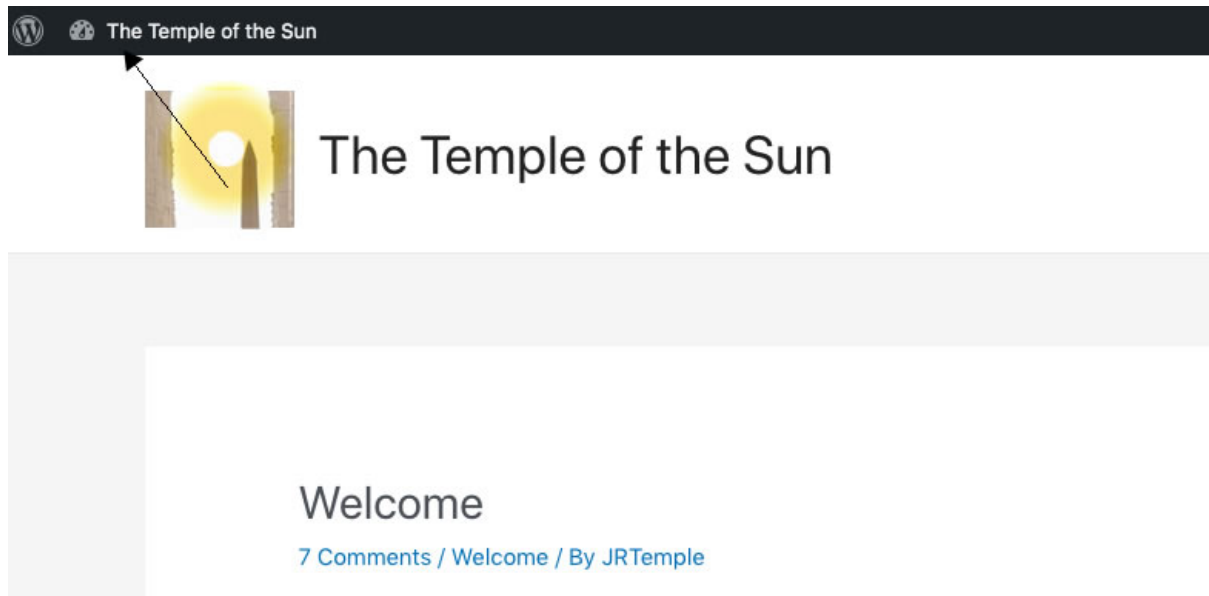 The Temple of the Sun
The Temple of the Sun
Welcome
7 Comments / Welcome / By JRTemple